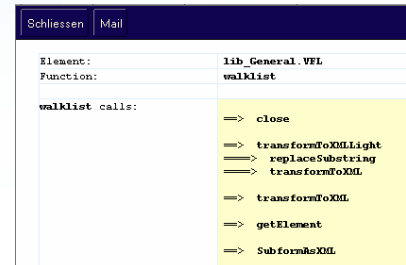 Schliessen Mail
Element: lib_General.VFL
Function: walklist
walklist calls:
==> close
==> transformToXMLLight
====> replaceSubstring
====> transformToXML
==> transformToXML
==> getElement
==> SubformAsXML